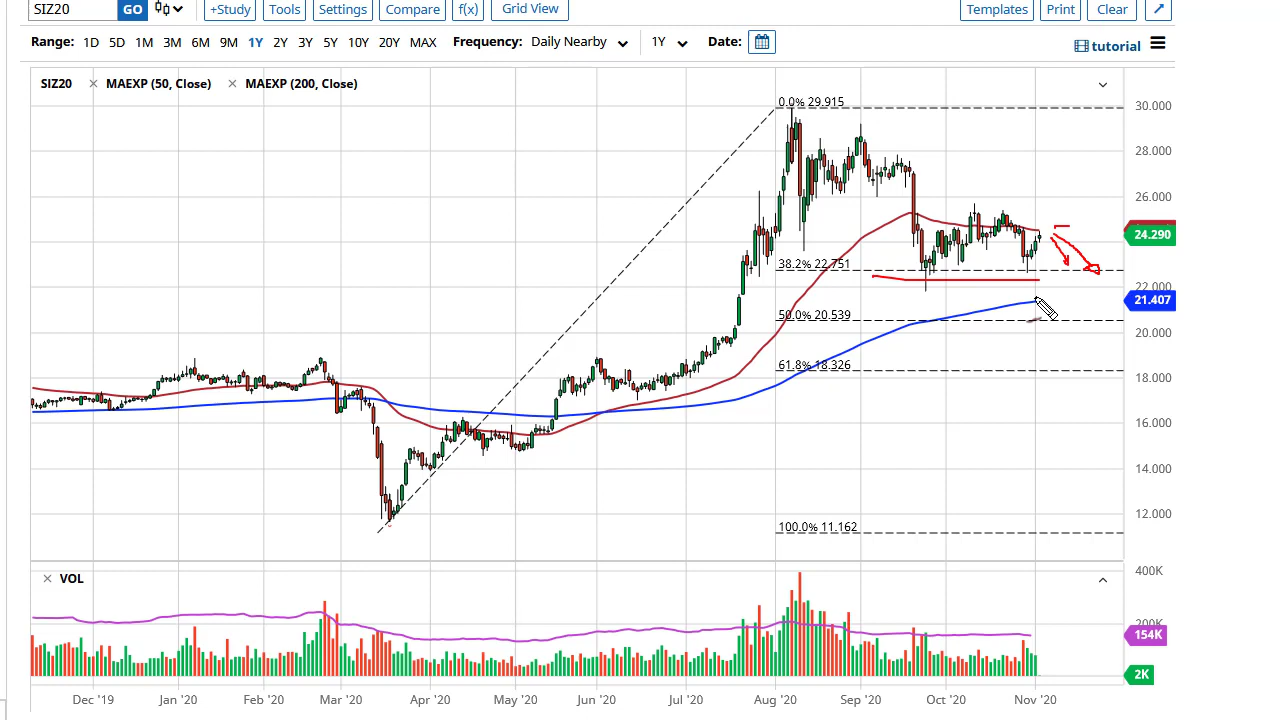 SIZ20 GO +Study Tools Settings Compare f(x) Grid View Templates Print Clear
Range: 1D 5D 1M 3M 6M 9M 1Y 2Y 3Y 5Y 10Y 20Y MAX Frequency: Daily Nearby 1Y Date: tutorial
SIZ20 × MAEXP (50, Close) × MAEXP (200, Close)
0.0% 29.915
30.000
28.000
26.000
24.290
38.2% 22.751
22.000
21.407
50.0% 20.539
20.000
61.8% 18.326
18.000
16.000
14.000
12.000
100.0% 11.162
× VOL
400K
200K
154K
2K
Dec '19 Jan '20 Feb '20 Mar '20 Apr '20 May '20 Jun '20 Jul '20 Aug '20 Sep '20 Oct '20 Nov '20